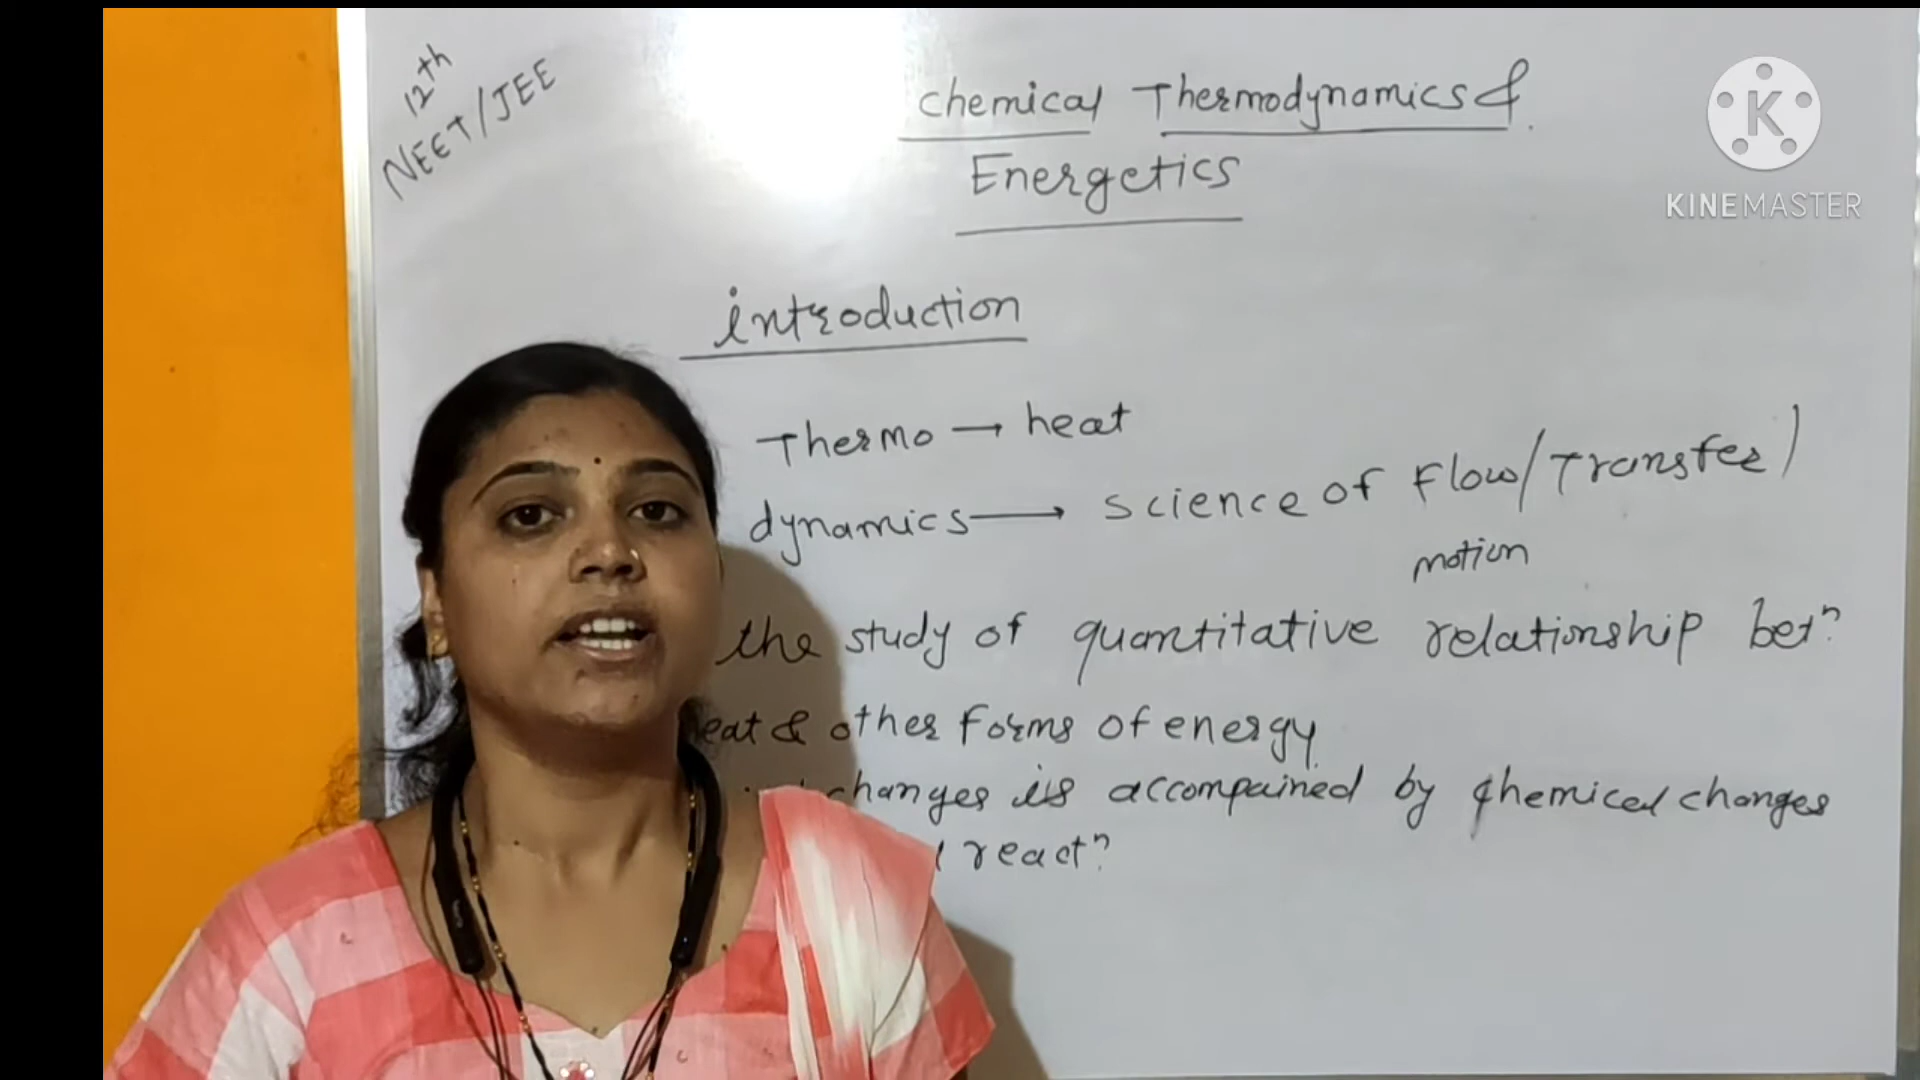 12th
NEET/JEE
Chemical Thermodynamics &
Energetics
KINEMASTER
introduction
Thermo → heat
dynamics → science of Flow/Transfer/
motion
the study of quantitative relationship betⁿ
eat & other Forms of energy
changes is accompained by chemical changes
reactⁿ